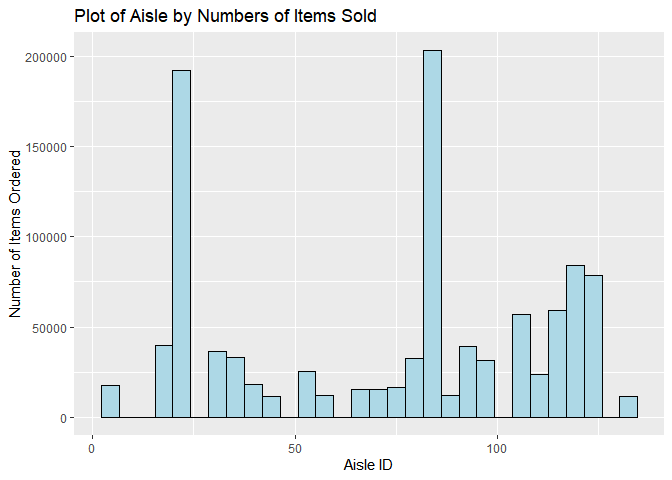 Plot of Aisle by Numbers of Items Sold
Number of Items Ordered
200000
150000
100000
50000
0
0 50 100
Aisle ID